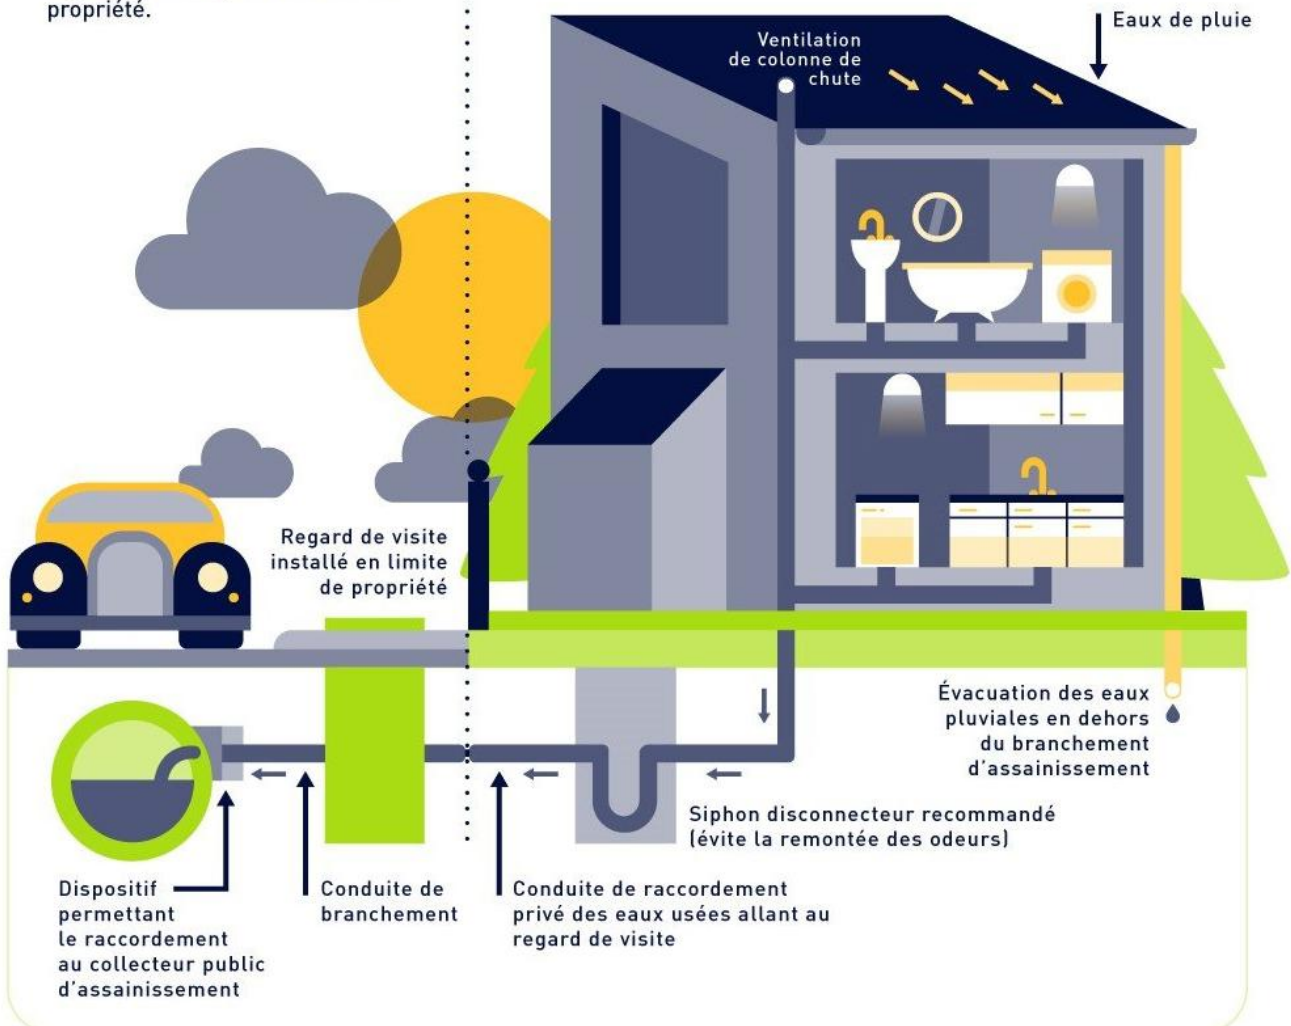 propriété.
Eaux de pluie
Ventilation
de colonne de
chute
Regard de visite
installé en limite
de propriété
Évacuation des eaux
pluviales en dehors
du branchement
d'assainissement
Siphon disconnecteur recommandé
(évite la remontée des odeurs)
Dispositif
permettant
le raccordement
au collecteur public
d'assainissement
Conduite de
branchement
Conduite de raccordement
privé des eaux usées allant au
regard de visite